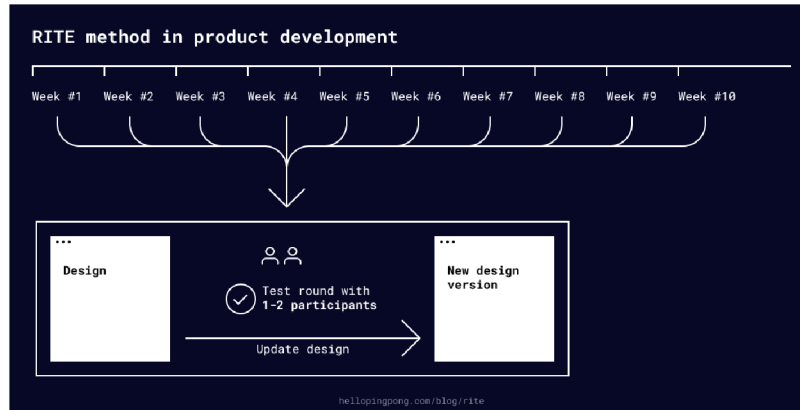 RITE method in product development
Week #1 Week #2 Week #3 Week #4 Week #5 Week #6 Week #7 Week #8 Week #9 Week #10
Design
Test round with
1-2 participants
Update design
New design
version
hellopingpong.com/blog/rite